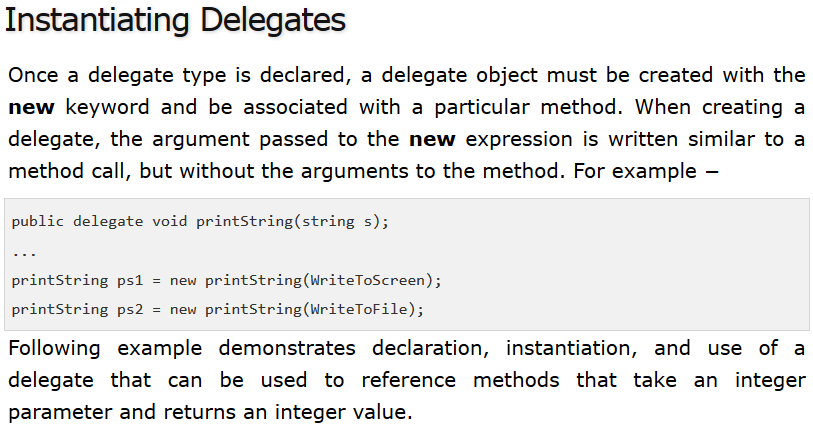 Instantiating Delegates
Once a delegate type is declared, a delegate object must be created with the
new keyword and be associated with a particular method. When creating a
delegate, the argument passed to the new expression is written similar to a
method call, but without the arguments to the method. For example −
public delegate void printString(string s);
...
printString ps1 = new printString(WriteToScreen);
printString ps2 = new printString(WriteToFile);
Following example demonstrates declaration, instantiation, and use of a
delegate that can be used to reference methods that take an integer
parameter and returns an integer value.